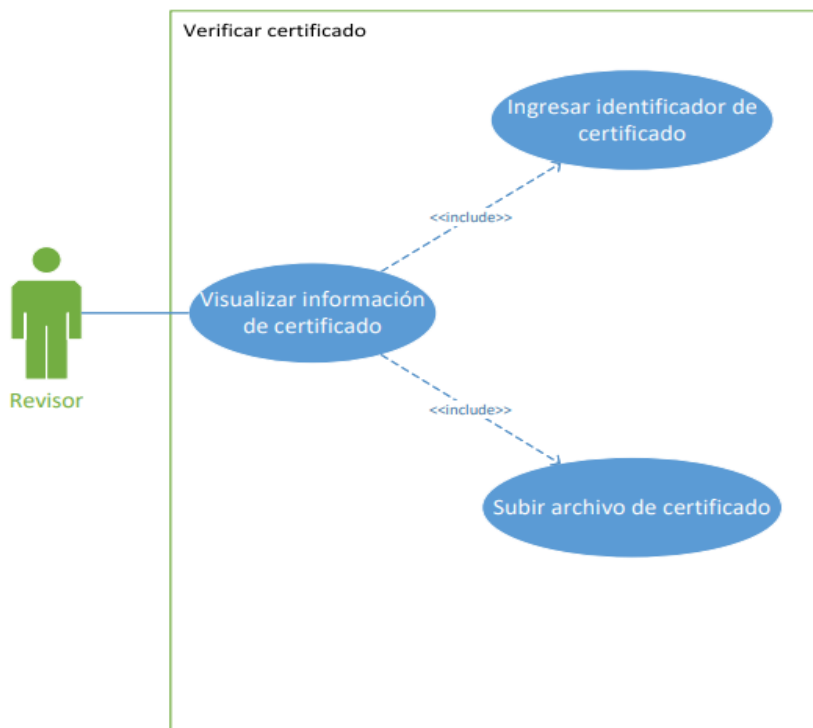 Verificar certificado
Ingresar identificador de
certificado
<<include>>
Visualizar información
de certificado
Revisor
<<include>>
Subir archivo de certificado